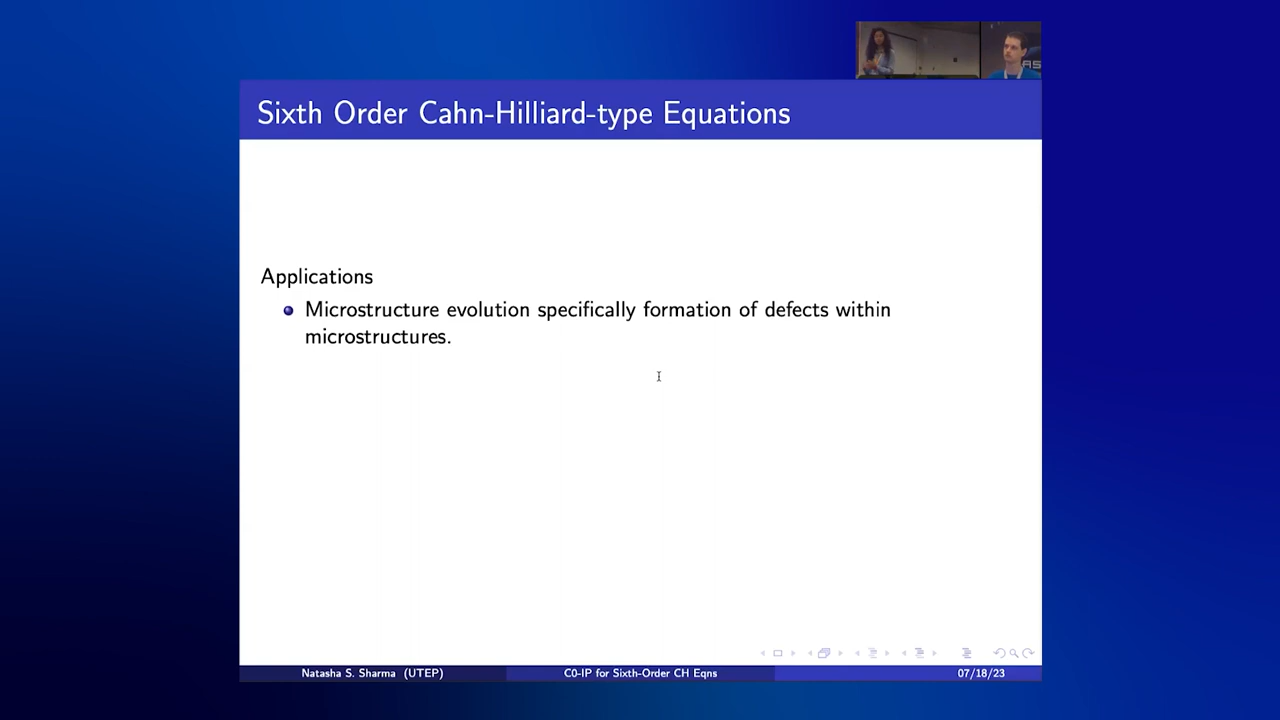 Sixth Order Cahn-Hilliard-type Equations
Applications
Microstructure evolution specifically formation of defects within
microstructures.
Natasha S. Sharma (UTEP)
C0-IP for Sixth-Order CH Eqns
07/18/23